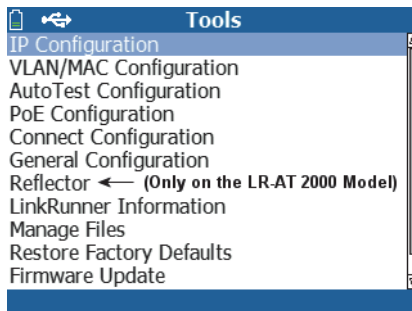 Tools
IP Configuration
VLAN/MAC Configuration
AutoTest Configuration
PoE Configuration
Connect Configuration
General Configuration
Reflector (Only on the LR-AT 2000 Model)
LinkRunner Information
Manage Files
Restore Factory Defaults
Firmware Update